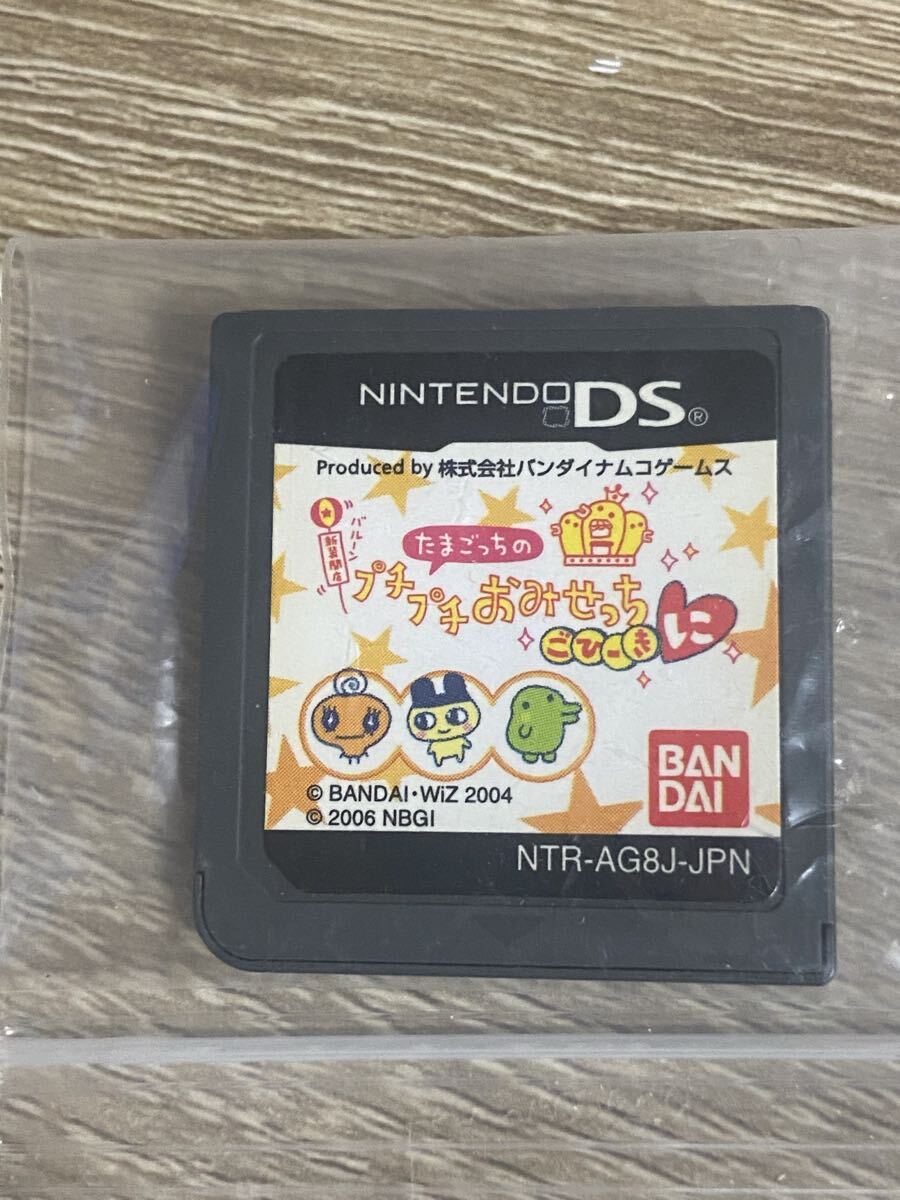 NINTENDO DS®
Produced by 株式会社バンダイナムコゲームス
バルーン
新装開店
たまごっちの
プチプチおみせっち
ごひーきに
© BANDAI・WiZ 2004
© 2006 NBGI
BAN
DAI
NTR-AG8J-JPN